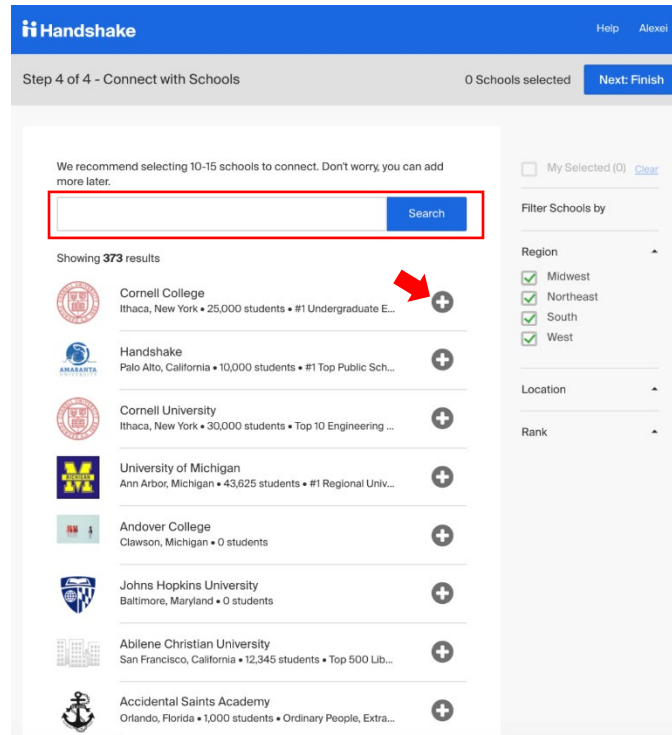 Handshake
Help Alexei
Step 4 of 4 - Connect with Schools
0 Schools selected
Next: Finish
We recommend selecting 10-15 schools to connect. Don't worry, you can add
more later.
Search
Showing 373 results
Cornell College
Ithaca, New York • 25,000 students • #1 Undergraduate E...
Handshake
Palo Alto, California • 10,000 students • #1 Top Public Sch...
AMARANTA
UNIVERSITY
Cornell University
Ithaca, New York • 30,000 students • Top 10 Engineering ...
University of Michigan
Ann Arbor, Michigan • 43,625 students • #1 Regional Univ...
MICHIGAN
Andover College
Clawson, Michigan • 0 students
Johns Hopkins University
Baltimore, Maryland • 0 students
Abilene Christian University
San Francisco, California • 12,345 students • Top 500 Lib...
Accidental Saints Academy
Orlando, Florida • 1,000 students • Ordinary People, Extra...
My Selected (0) Clear
Filter Schools by
Region
Midwest
Northeast
South
West
Location
Rank